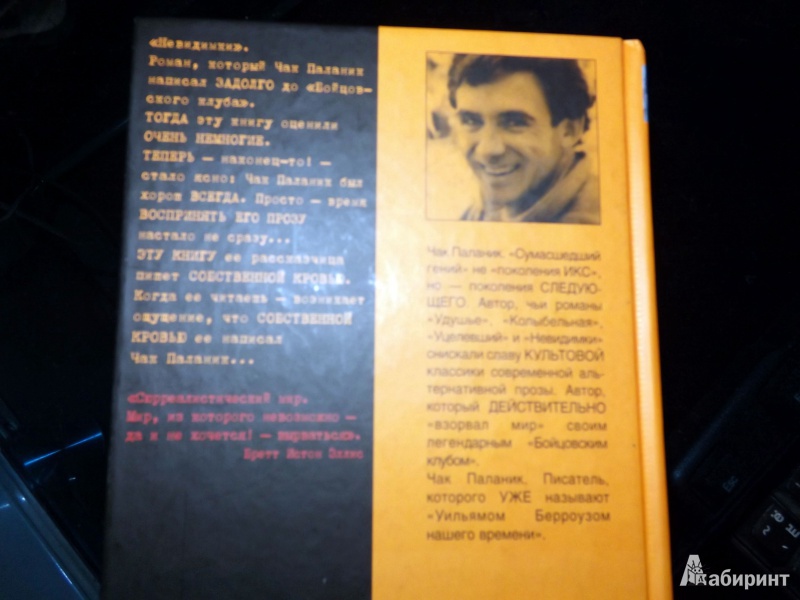 «Невидимки».
Роман, который Чак Паланик
написал ЗАДОЛГО до «Бойцов-
ского клуба».
ТОГДА эту книгу оценили
ОЧЕНЬ НЕМНОГИЕ.
ТЕПЕРЬ — наконец-то! —
стало ясно: Чак Паланик был
хорош ВСЕГДА. Просто — время
ВОСПРИНЯТЬ ЕГО ПРОЗУ
настало не сразу...
ЭТУ КНИГУ ее рассказчица
пишет СОБСТВЕННОЙ КРОВЬЮ.
Когда ее читаешь — возникает
ощущение, что СОБСТВЕННОЙ
КРОВЬЮ ее написал
Чак Паланик...
«Сюрреалистический мир.
Мир, из которого невозможно —
да и не хочется! — вырваться».
Бретт Истон Эллис
Чак Паланик. «Сумасшедший
гений» не «поколения ИКС»,
но — поколения СЛЕДУЮ-
ЩЕГО. Автор, чьи романы
«Удушье», «Колыбельная»,
«Уцелевший» и «Невидимки»
снискали славу КУЛЬТОВОЙ
классики современной аль-
тернативной прозы. Автор,
который ДЕЙСТВИТЕЛЬНО
«взорвал мир» своим
легендарным «Бойцовским
клубом».
Чак Паланик. Писатель,
которого УЖЕ называют
«Уильямом Берроузом
нашего времени».
Лабиринт